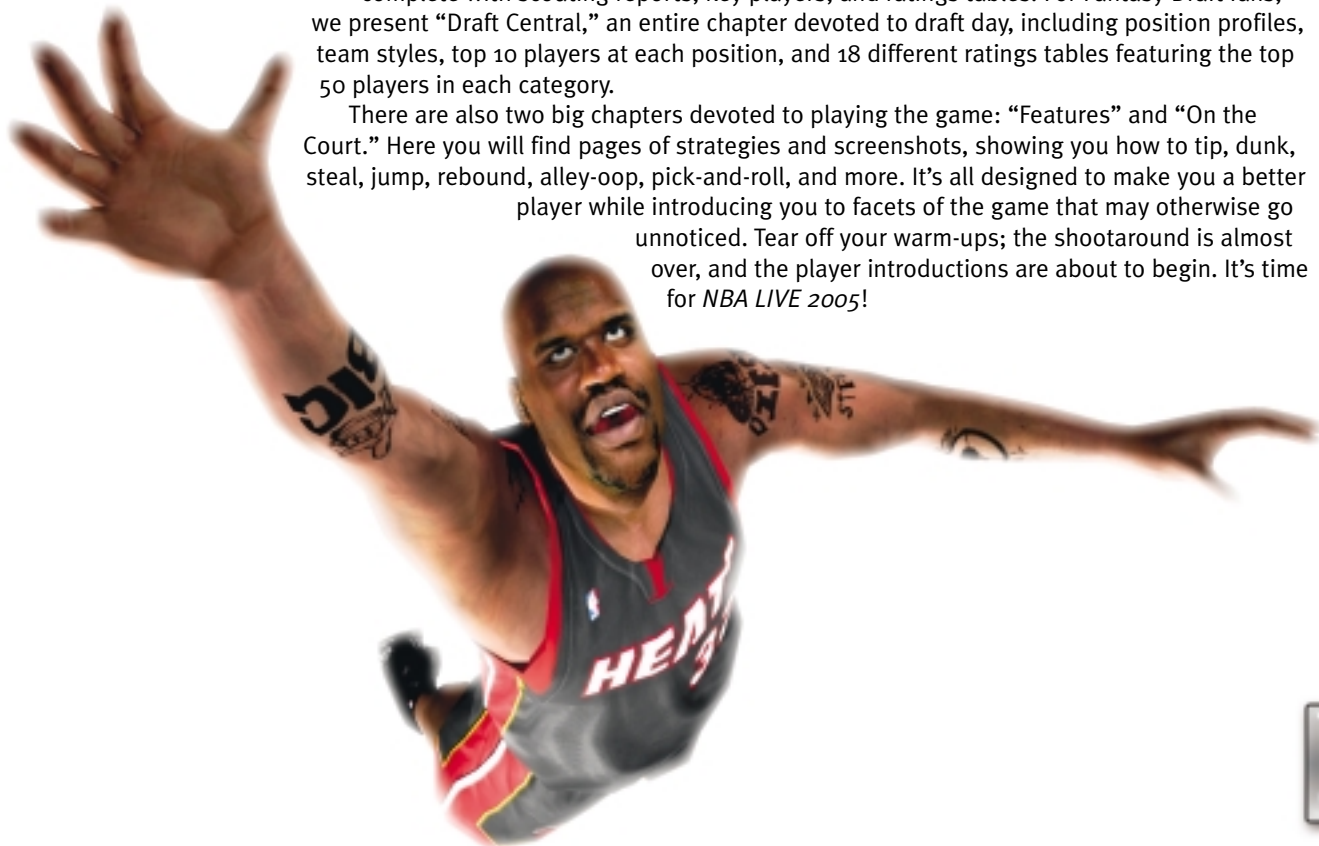 complete with scouting reports, key players, and ratings tables. For Fantasy Draft fans,
we present “Draft Central,” an entire chapter devoted to draft day, including position profiles,
team styles, top 10 players at each position, and 18 different ratings tables featuring the top
50 players in each category.
There are also two big chapters devoted to playing the game: “Features” and “On the
Court.” Here you will find pages of strategies and screenshots, showing you how to tip, dunk,
steal, jump, rebound, alley-oop, pick-and-roll, and more. It’s all designed to make you a better
player while introducing you to facets of the game that may otherwise go
unnoticed. Tear off your warm-ups; the shootaround is almost
over, and the player introductions are about to begin. It’s time
for NBA LIVE 2005!
HEAT